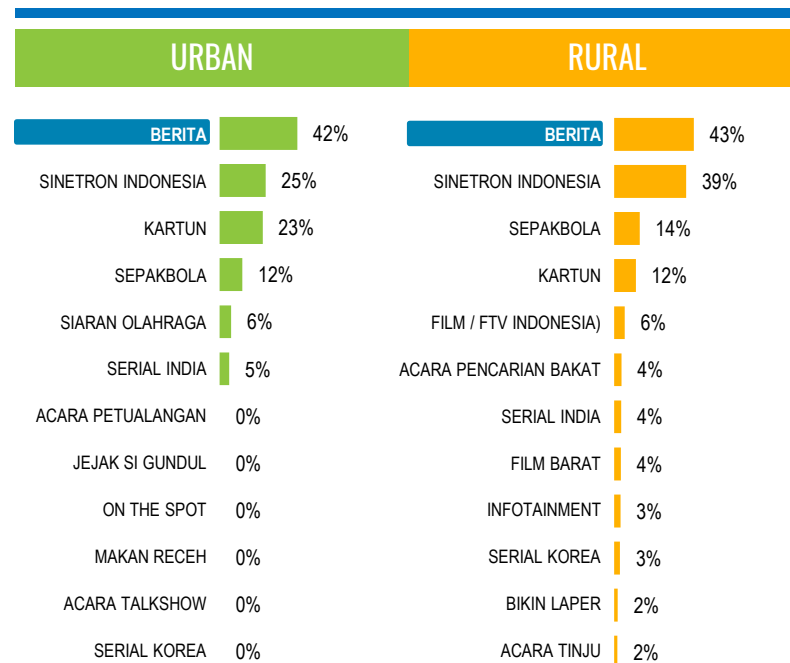 URBAN
RURAL
BERITA 42%
SINETRON INDONESIA 25%
KARTUN 23%
SEPAKBOLA 12%
SIARAN OLAHRAGA 6%
SERIAL INDIA 5%
ACARA PETUALANGAN 0%
JEJAK SI GUNDUL 0%
ON THE SPOT 0%
MAKAN RECEH 0%
ACARA TALKSHOW 0%
SERIAL KOREA 0%
BERITA 43%
SINETRON INDONESIA 39%
SEPAKBOLA 14%
KARTUN 12%
FILM / FTV INDONESIA) 6%
ACARA PENCARIAN BAKAT 4%
SERIAL INDIA 4%
FILM BARAT 4%
INFOTAINMENT 3%
SERIAL KOREA 3%
BIKIN LAPER 2%
ACARA TINJU 2%